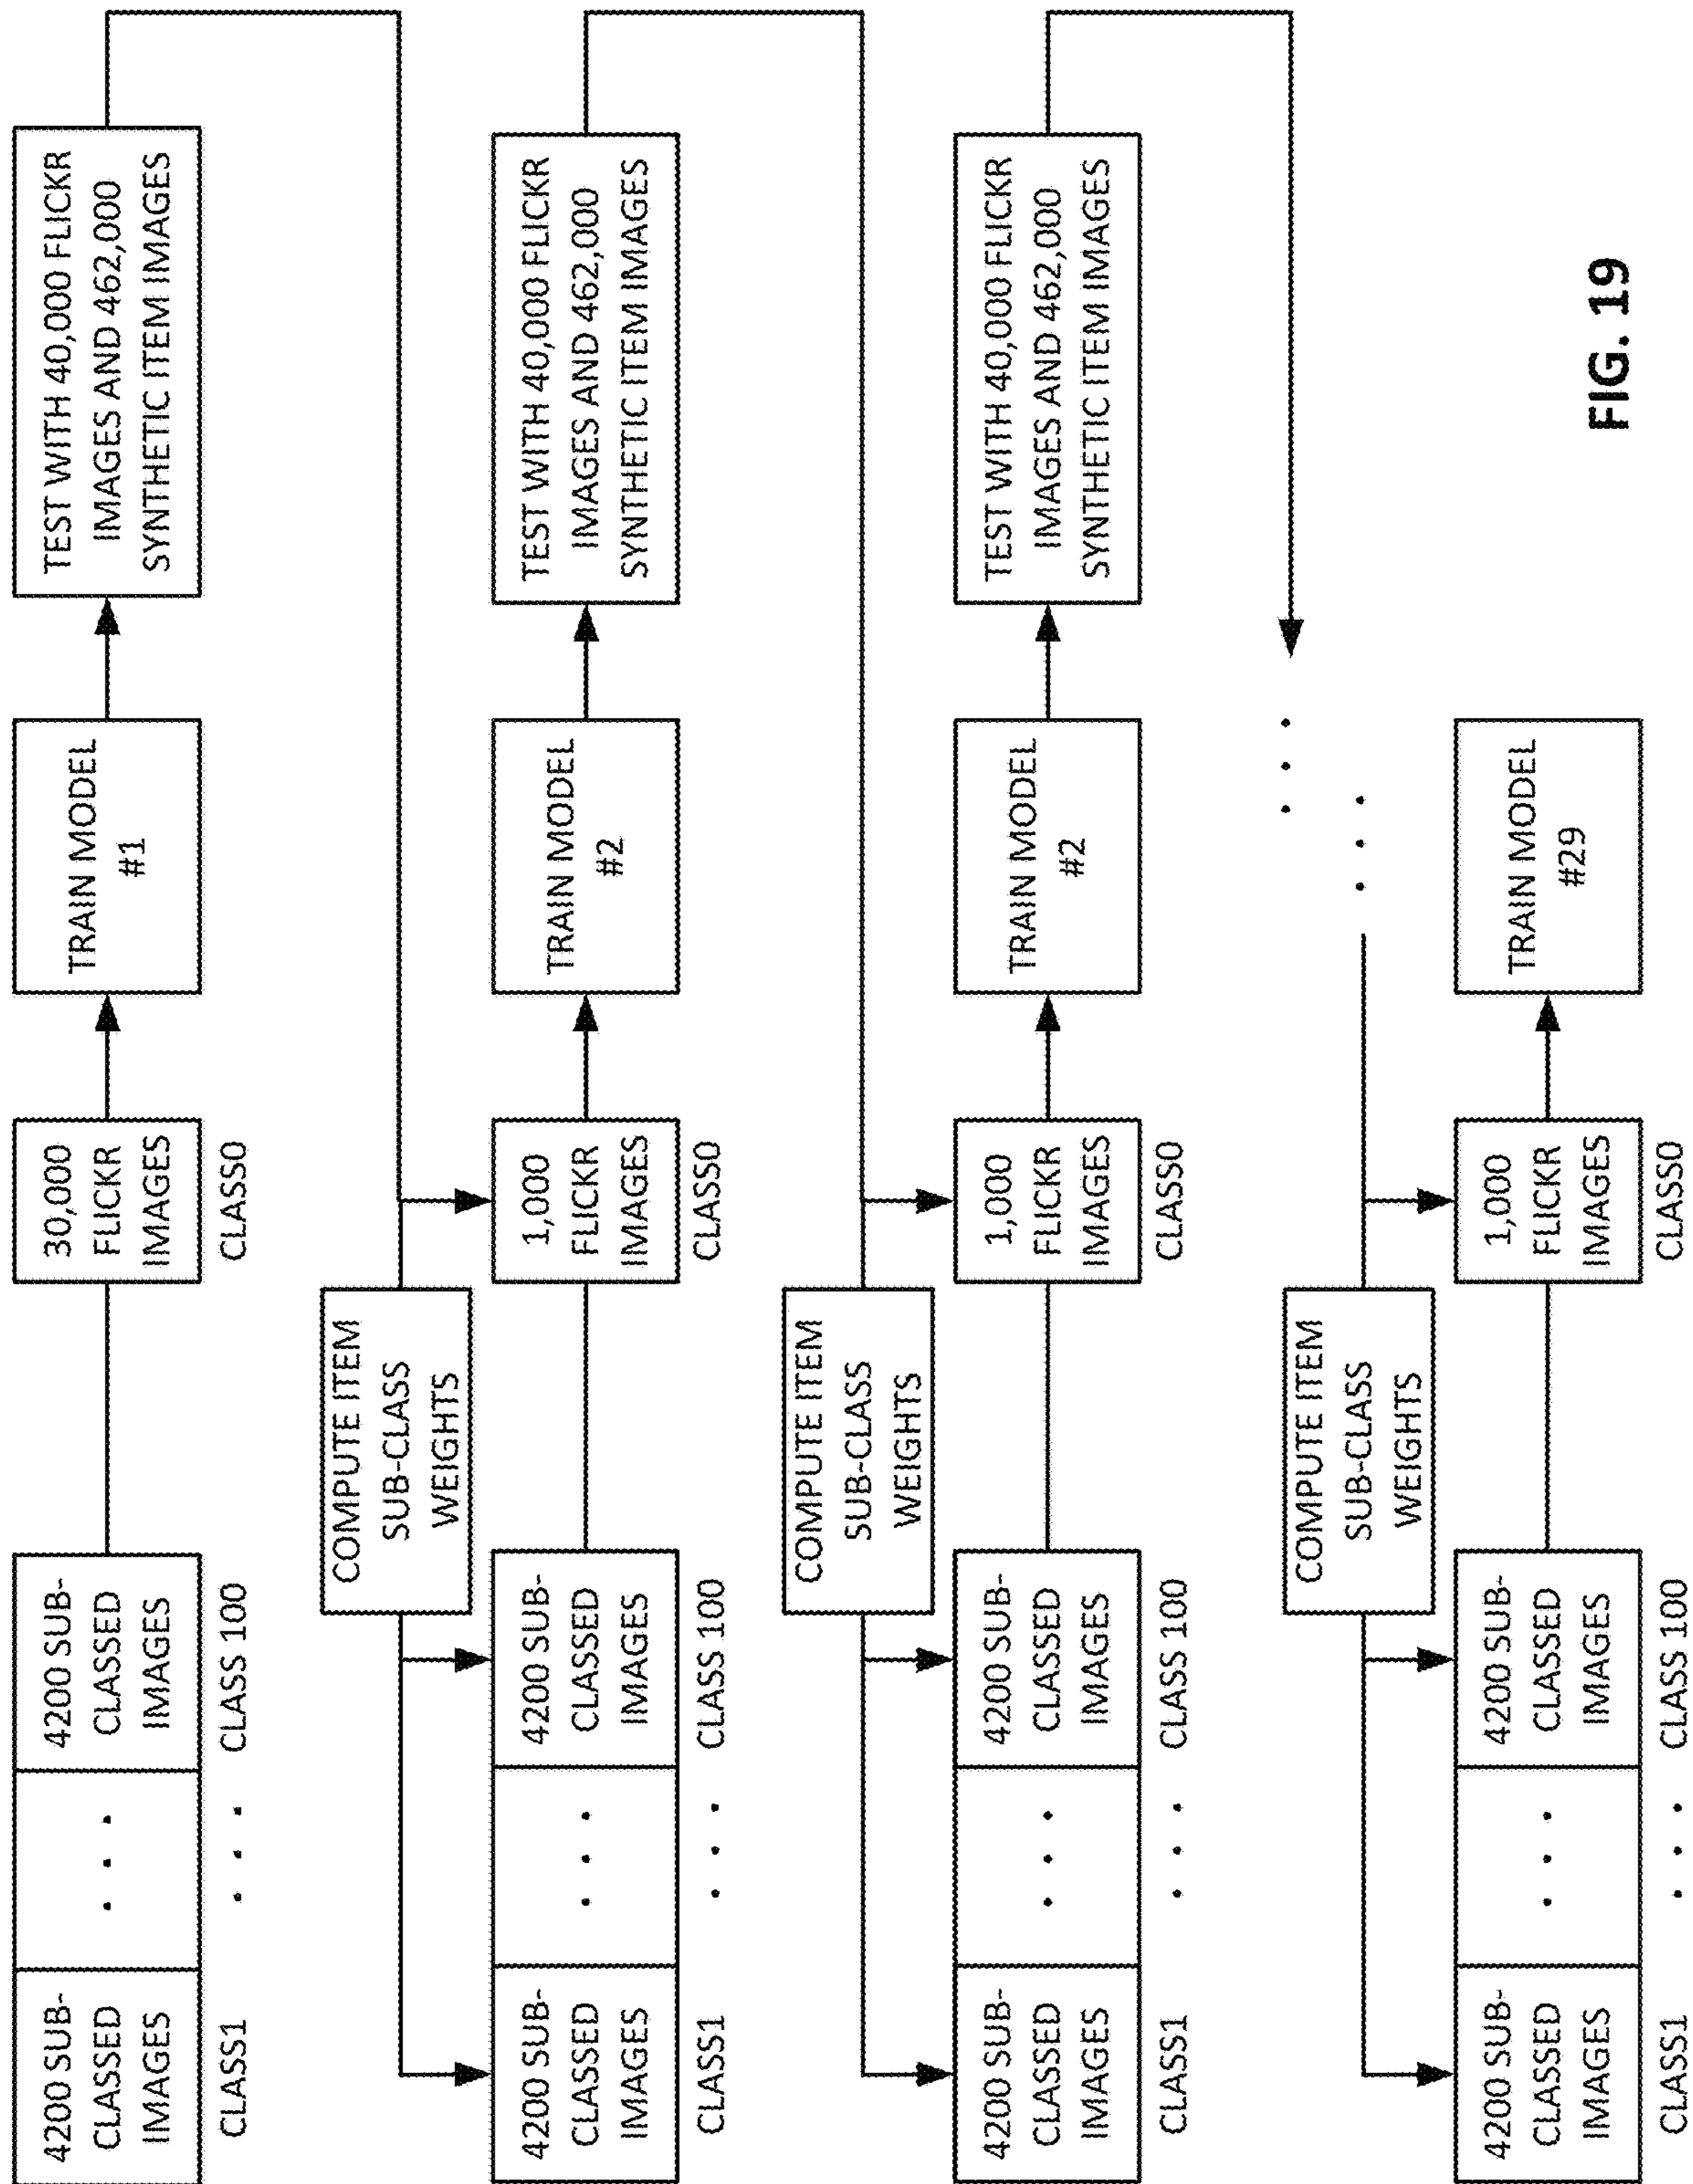 4200 SUB-
CLASSED
IMAGES
. . .
4200 SUB-
CLASSED
IMAGES
30,000
FLICKR
IMAGES
TRAIN MODEL
#1
TEST WITH 40,000 FLICKR
IMAGES AND 462,000
SYNTHETIC ITEM IMAGES
CLASS1
. . .
CLASS 100
CLASS0
COMPUTE ITEM
SUB-CLASS
WEIGHTS
4200 SUB-
CLASSED
IMAGES
. . .
4200 SUB-
CLASSED
IMAGES
1,000
FLICKR
IMAGES
TRAIN MODEL
#2
TEST WITH 40,000 FLICKR
IMAGES AND 462,000
SYNTHETIC ITEM IMAGES
CLASS1
. . .
CLASS 100
CLASS0
COMPUTE ITEM
SUB-CLASS
WEIGHTS
4200 SUB-
CLASSED
IMAGES
. . .
4200 SUB-
CLASSED
IMAGES
1,000
FLICKR
IMAGES
TRAIN MODEL
#2
TEST WITH 40,000 FLICKR
IMAGES AND 462,000
SYNTHETIC ITEM IMAGES
CLASS1
. . .
CLASS 100
CLASS0
. . .
COMPUTE ITEM
SUB-CLASS
WEIGHTS
. . .
4200 SUB-
CLASSED
IMAGES
. . .
4200 SUB-
CLASSED
IMAGES
1,000
FLICKR
IMAGES
TRAIN MODEL
#29
CLASS1
. . .
CLASS 100
CLASS0
FIG. 19